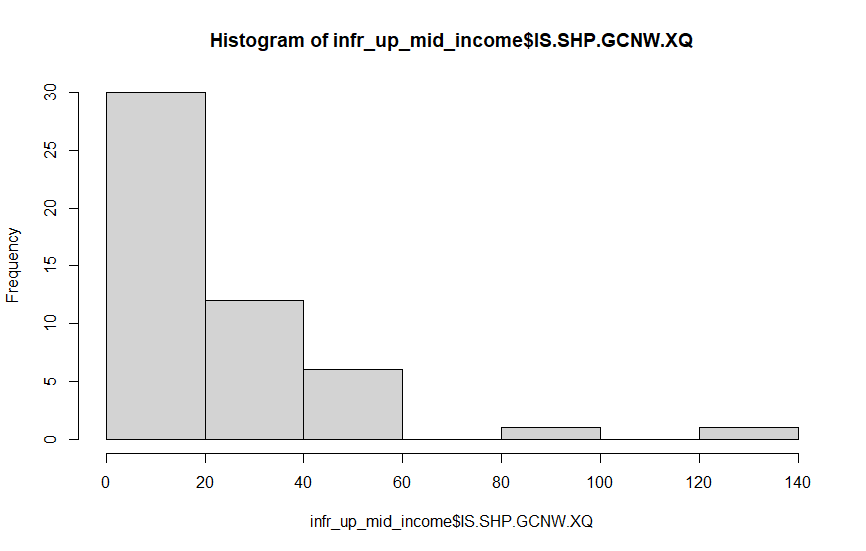 Histogram of infr_up_mid_income$IS.SHP.GCNW.XQ
Frequency
30
25
20
15
10
5
0
0 20 40 60 80 100 120 140
infr_up_mid_income$IS.SHP.GCNW.XQ